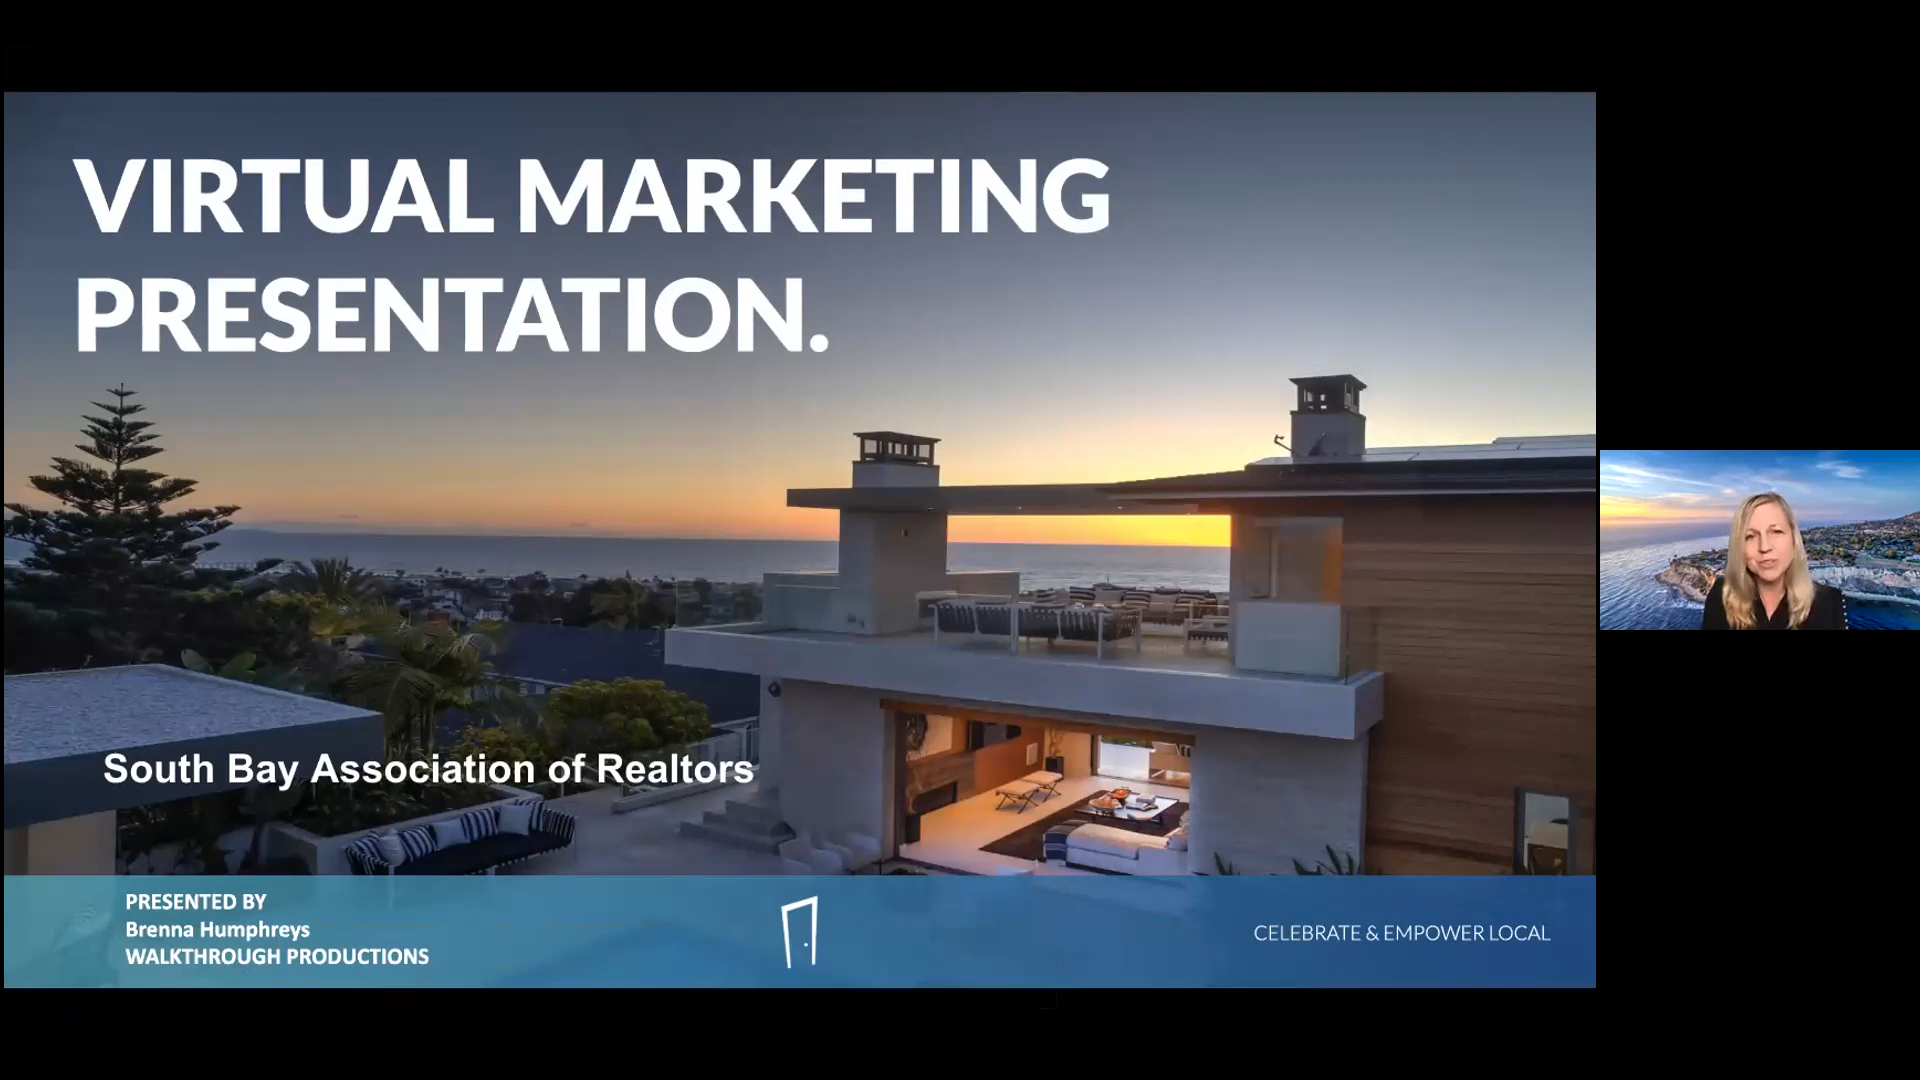 VIRTUAL MARKETING
PRESENTATION.
South Bay Association of Realtors
PRESENTED BY
Brenna Humphreys
WALKTHROUGH PRODUCTIONS
CELEBRATE & EMPOWER LOCAL